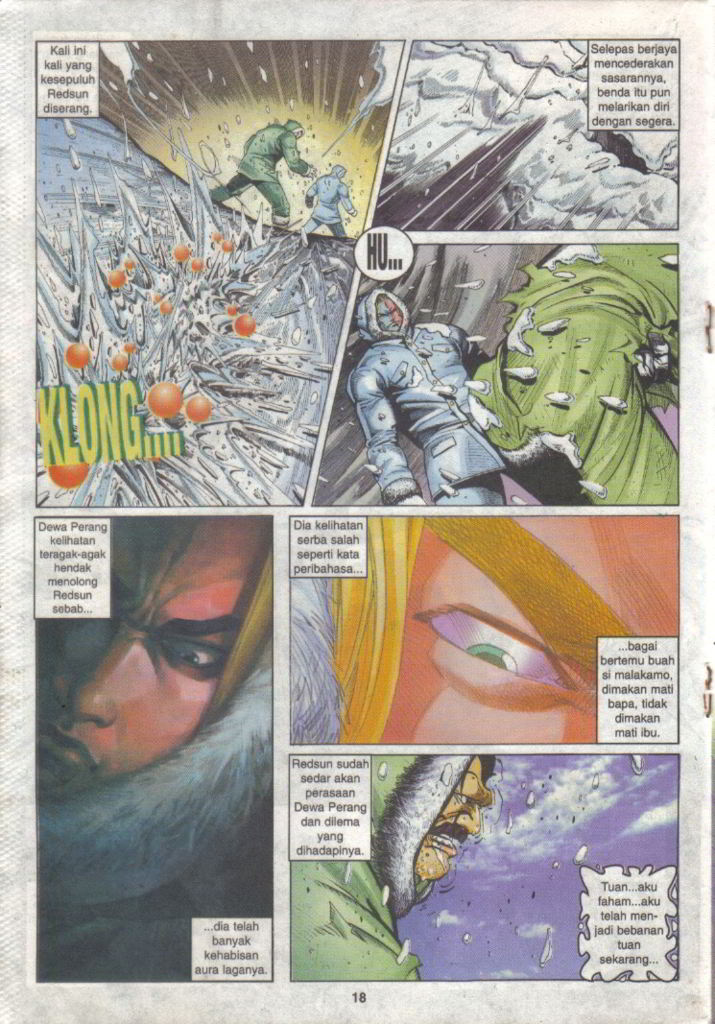 Kali ini
kali yang
kesepuluh
Redsun
diserang.
Selepas berjaya
mencederakan
sasarannya,
benda itu pun
melarikan diri
dengan segera.
KLONG....!!!
HU...
Dewa Perang
kelihatan
teragak-agak
hendak
menolong
Redsun
sebab...
...dia telah
banyak
kehabisan
aura laganya.
Dia kelihatan
serba salah
seperti kata
peribahasa...
...bagai
bertemu buah
si malakamo,
dimakan mati
bapa, tidak
dimakan
mati ibu.
Redsun sudah
sedar akan
perasaan
Dewa Perang
dan dilema
yang
dihadapinya.
Tuan...aku
faham...aku
telah men-
jadi bebanan
tuan
sekarang...
18